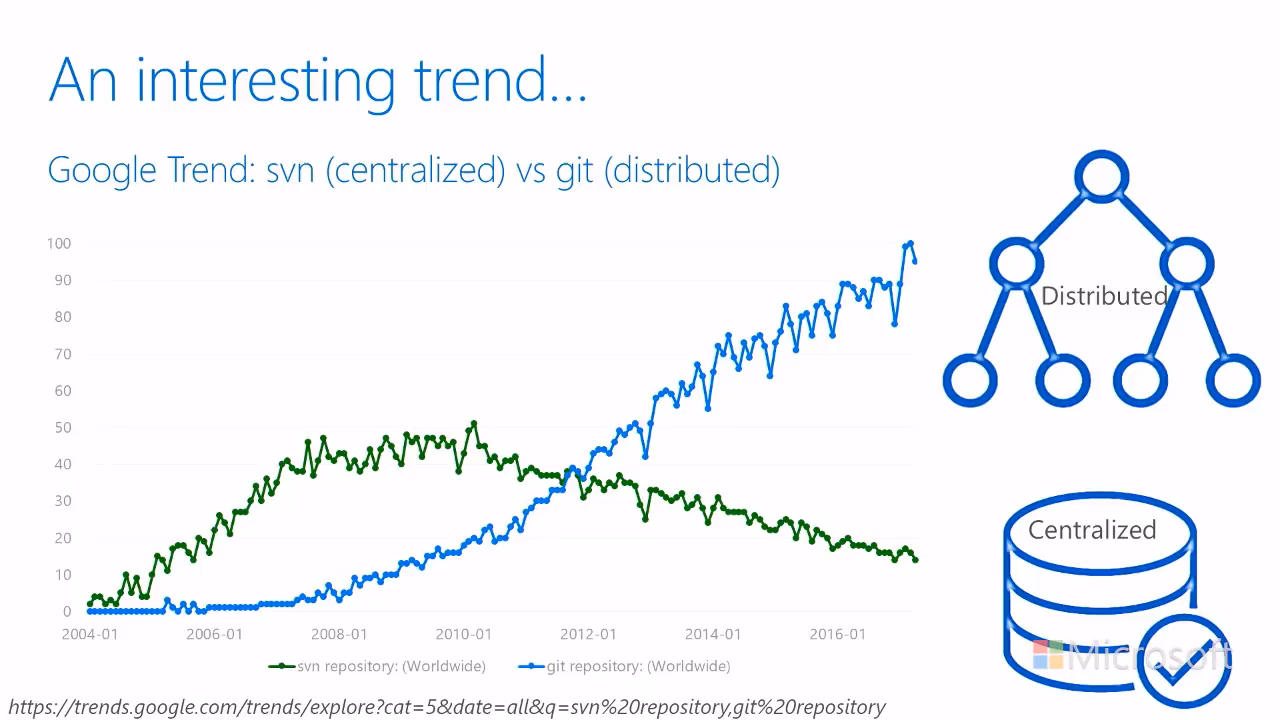 An interesting trend...
Google Trend: svn (centralized) vs git (distributed)
100
90
80
70
60
50
40
30
20
10
0
2004-01 2006-01 2008-01 2010-01 2012-01 2014-01 2016-01
svn repository: (Worldwide) git repository: (Worldwide)
Distributed
Centralized
Microsoft
https://trends.google.com/trends/explore?cat=5&date=all&q=svn%20repository,git%20repository